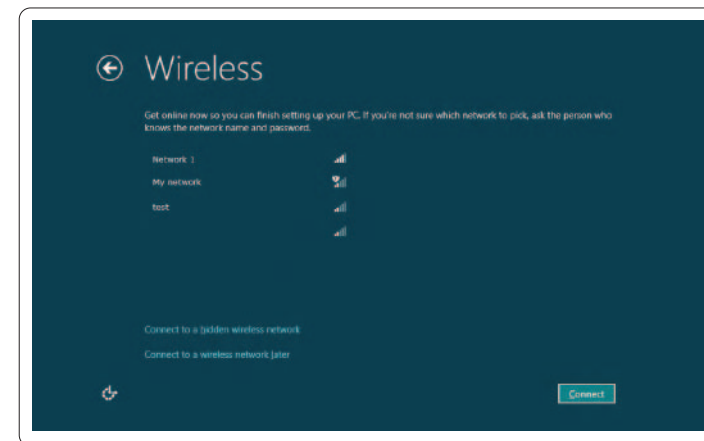 Wireless
Get online now so you can finish setting up your PC. If you're not sure which network to pick, ask the person who
knows the network name and password.
Network 1
My network
test
Connect to a hidden wireless network
Connect to a wireless network later
Connect